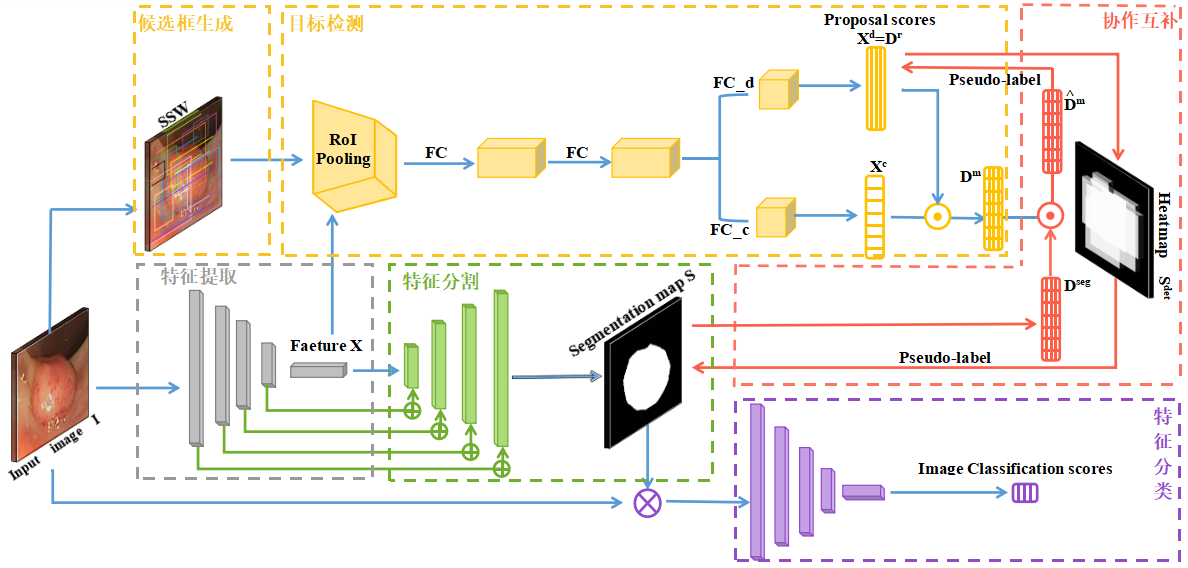 候选框生成
目标检测
Proposal scores
X^d=D^r
协作互补
SSW
RoI
Pooling
FC
FC
FC_d
FC_c
X^c
D^m
Pseudo-label
D̂^m
Heatmap S^det
D^seg
Pseudo-label
特征提取
Faeture X
特征分割
Segmentation map S
Input image I
特征分类
Image Classification scores